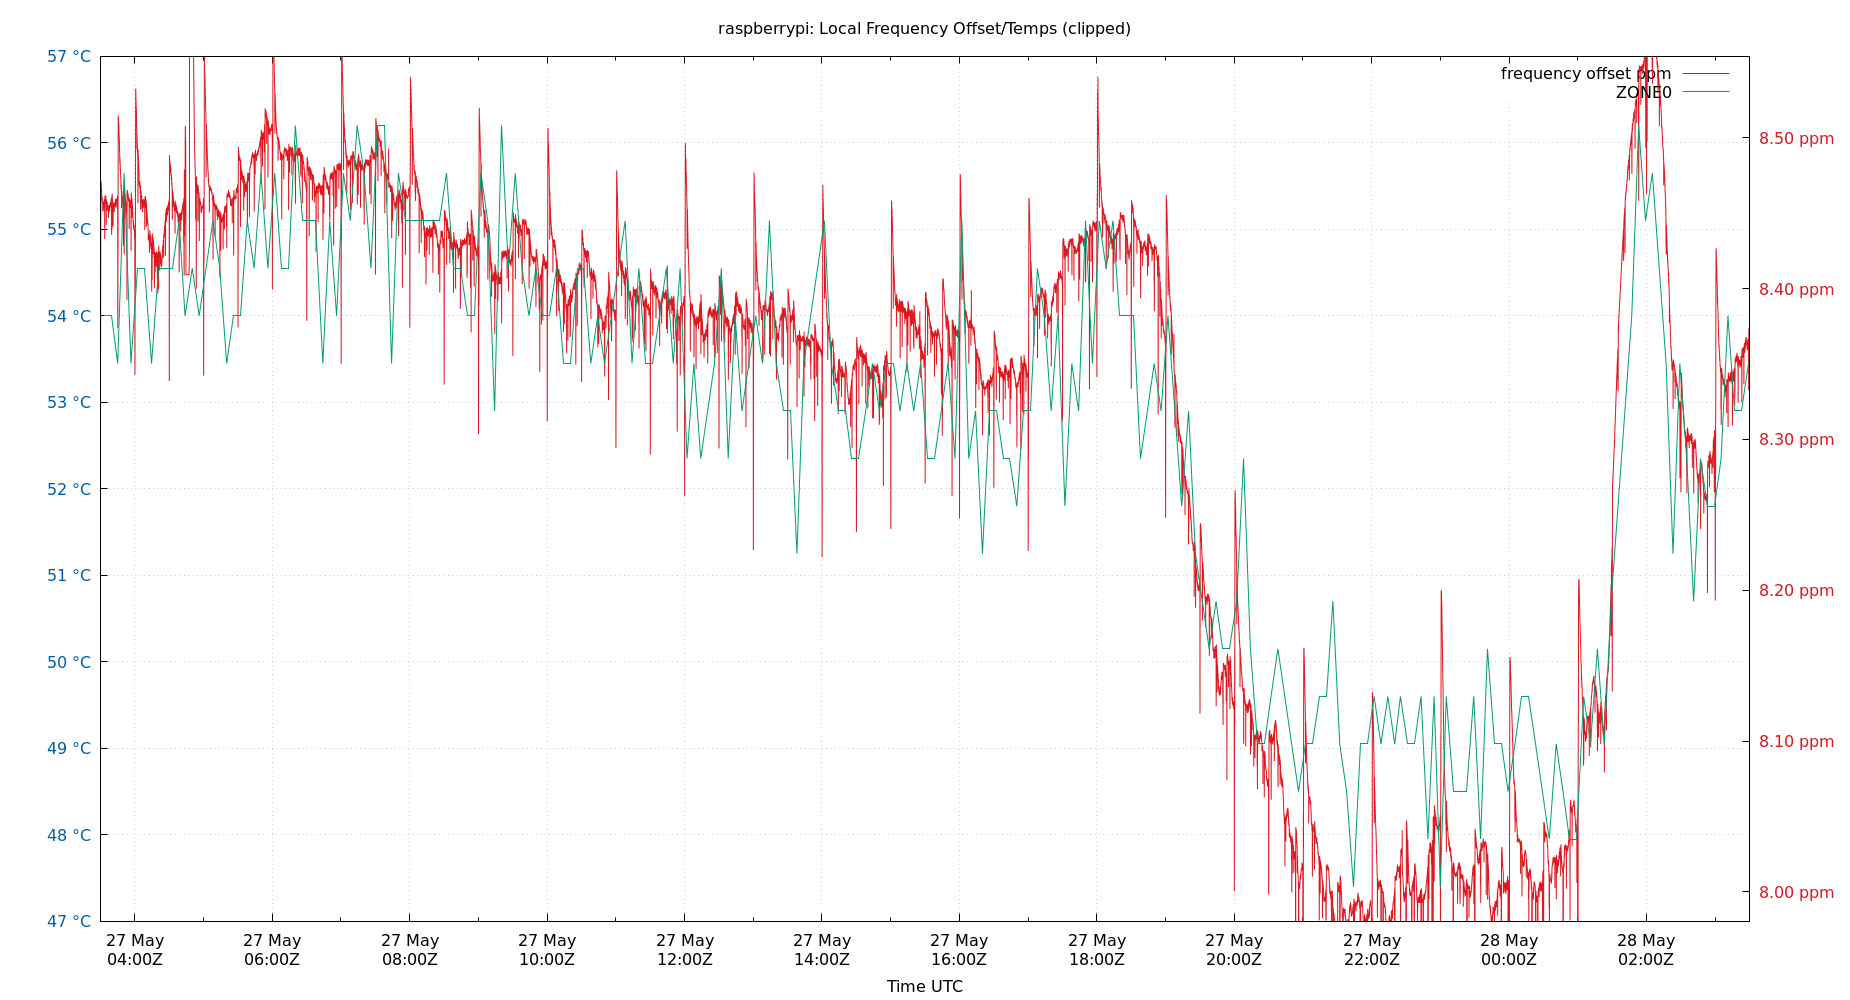 raspberrypi: Local Frequency Offset/Temps (clipped)
57 °C
56 °C
55 °C
54 °C
53 °C
52 °C
51 °C
50 °C
49 °C
48 °C
47 °C
frequency offset ppm
ZONE0
8.50 ppm
8.40 ppm
8.30 ppm
8.20 ppm
8.10 ppm
8.00 ppm
27 May 27 May 27 May 27 May 27 May 27 May 27 May 27 May 27 May 27 May 28 May 28 May
04:00Z 06:00Z 08:00Z 10:00Z 12:00Z 14:00Z 16:00Z 18:00Z 20:00Z 22:00Z 00:00Z 02:00Z
Time UTC